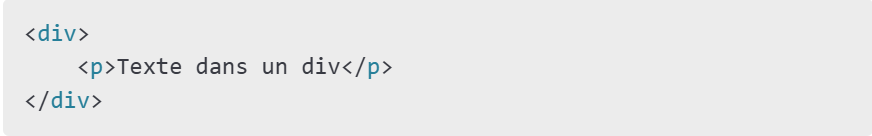 <div>
    <p>Texte dans un div</p>
</div>